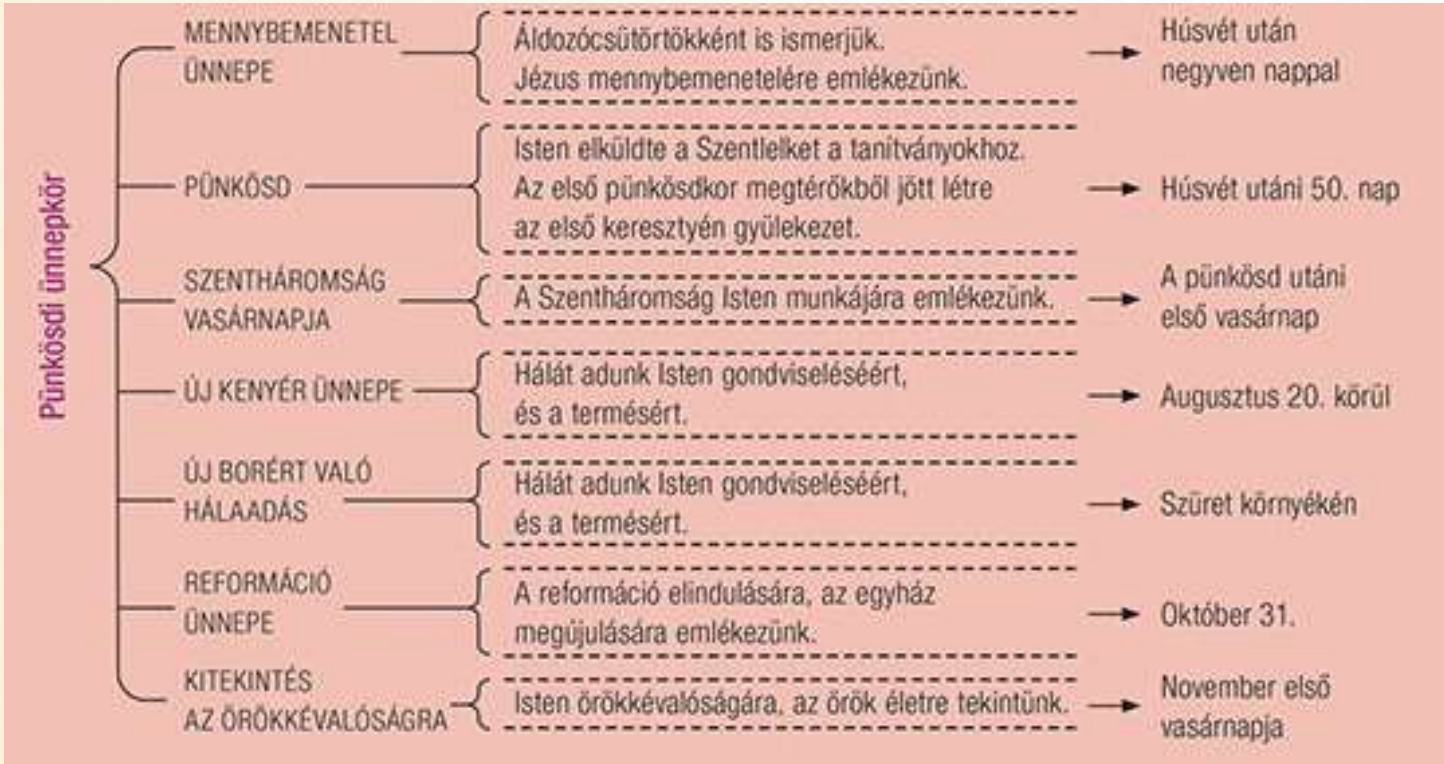 Pünkösdi ünnepkör
MENNYBEMENETEL
ÜNNEPE
Áldozócsütörtökként is ismerjük.
Jézus mennybemenetelére emlékezünk.
Húsvét után
negyven nappal
PÜNKÖSD
Isten elküldte a Szentlelket a tanítványokhoz.
Az első pünkösdkor megtérőkből jött létre
az első keresztyén gyülekezet.
Húsvét utáni 50. nap
SZENTHÁROMSÁG
VASÁRNAPJA
A Szentháromság Isten munkájára emlékezünk.
A pünkösd utáni
első vasárnap
ÚJ KENYÉR ÜNNEPE
Hálát adunk Isten gondviseléséért,
és a termésért.
Augusztus 20. körül
ÚJ BORÉRT VALÓ
HÁLAADÁS
Hálát adunk Isten gondviseléséért,
és a termésért.
Szüret környékén
REFORMÁCIÓ
ÜNNEPE
A reformáció elindulására, az egyház
megújulására emlékezünk.
Október 31.
KITEKINTÉS
AZ ÖRÖKKÉVALÓSÁGRA
Isten örökkévalóságára, az örök életre tekintünk.
November első
vasárnapja